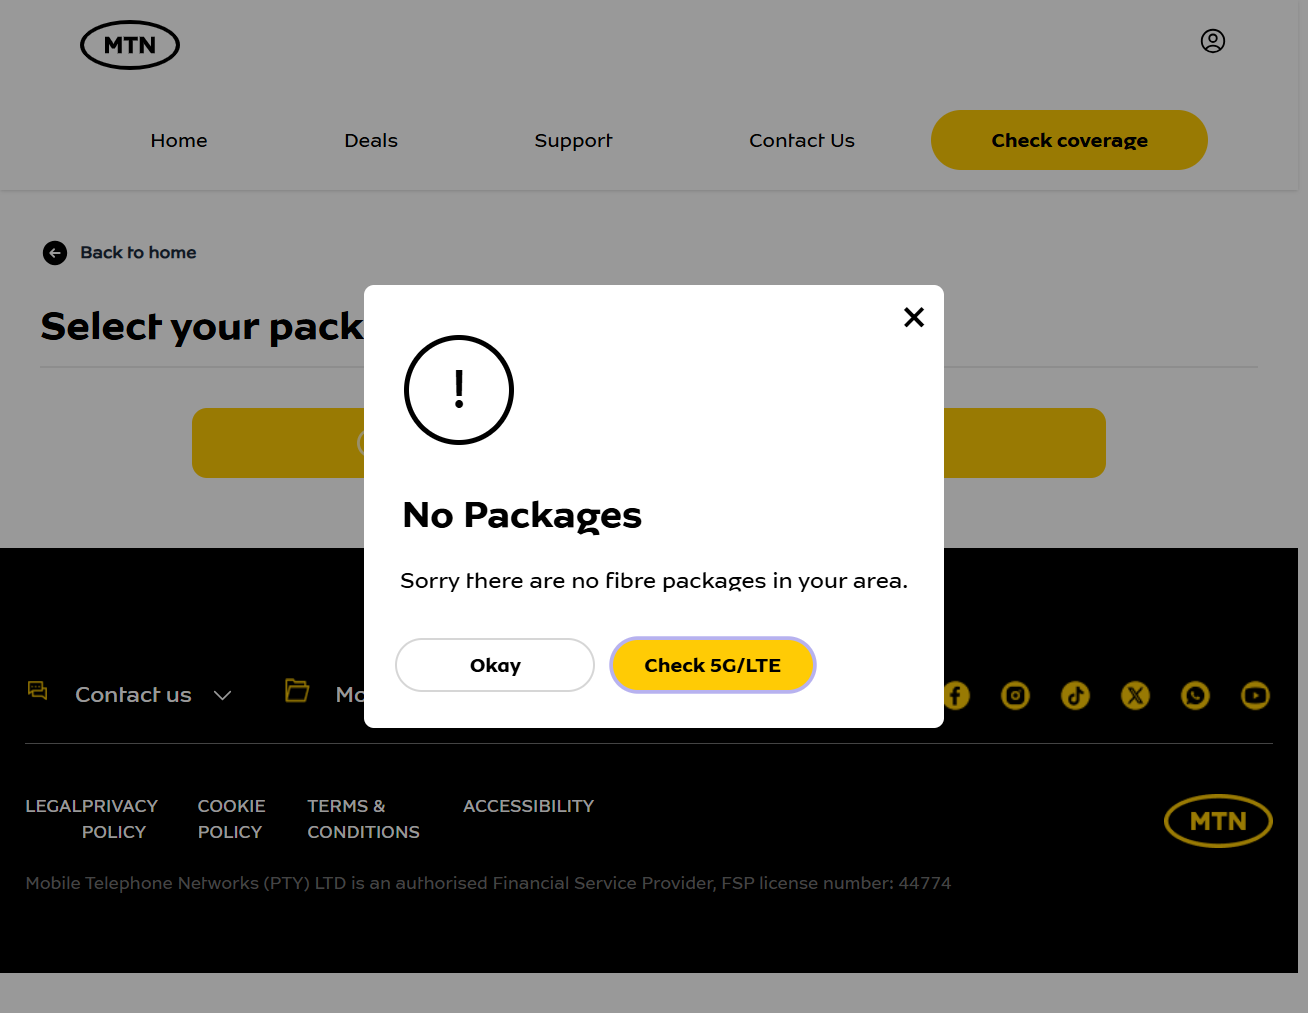 MTN
Home
Deals
Support
Contact Us
Check coverage
Back to home
Select your pack
!
No Packages
Sorry there are no fibre packages in your area.
Okay
Check 5G/LTE
Contact us
Mo
LEGAL
PRIVACY POLICY
COOKIE POLICY
TERMS & CONDITIONS
ACCESSIBILITY
MTN
Mobile Telephone Networks (PTY) LTD is an authorised Financial Service Provider, FSP license number: 44774